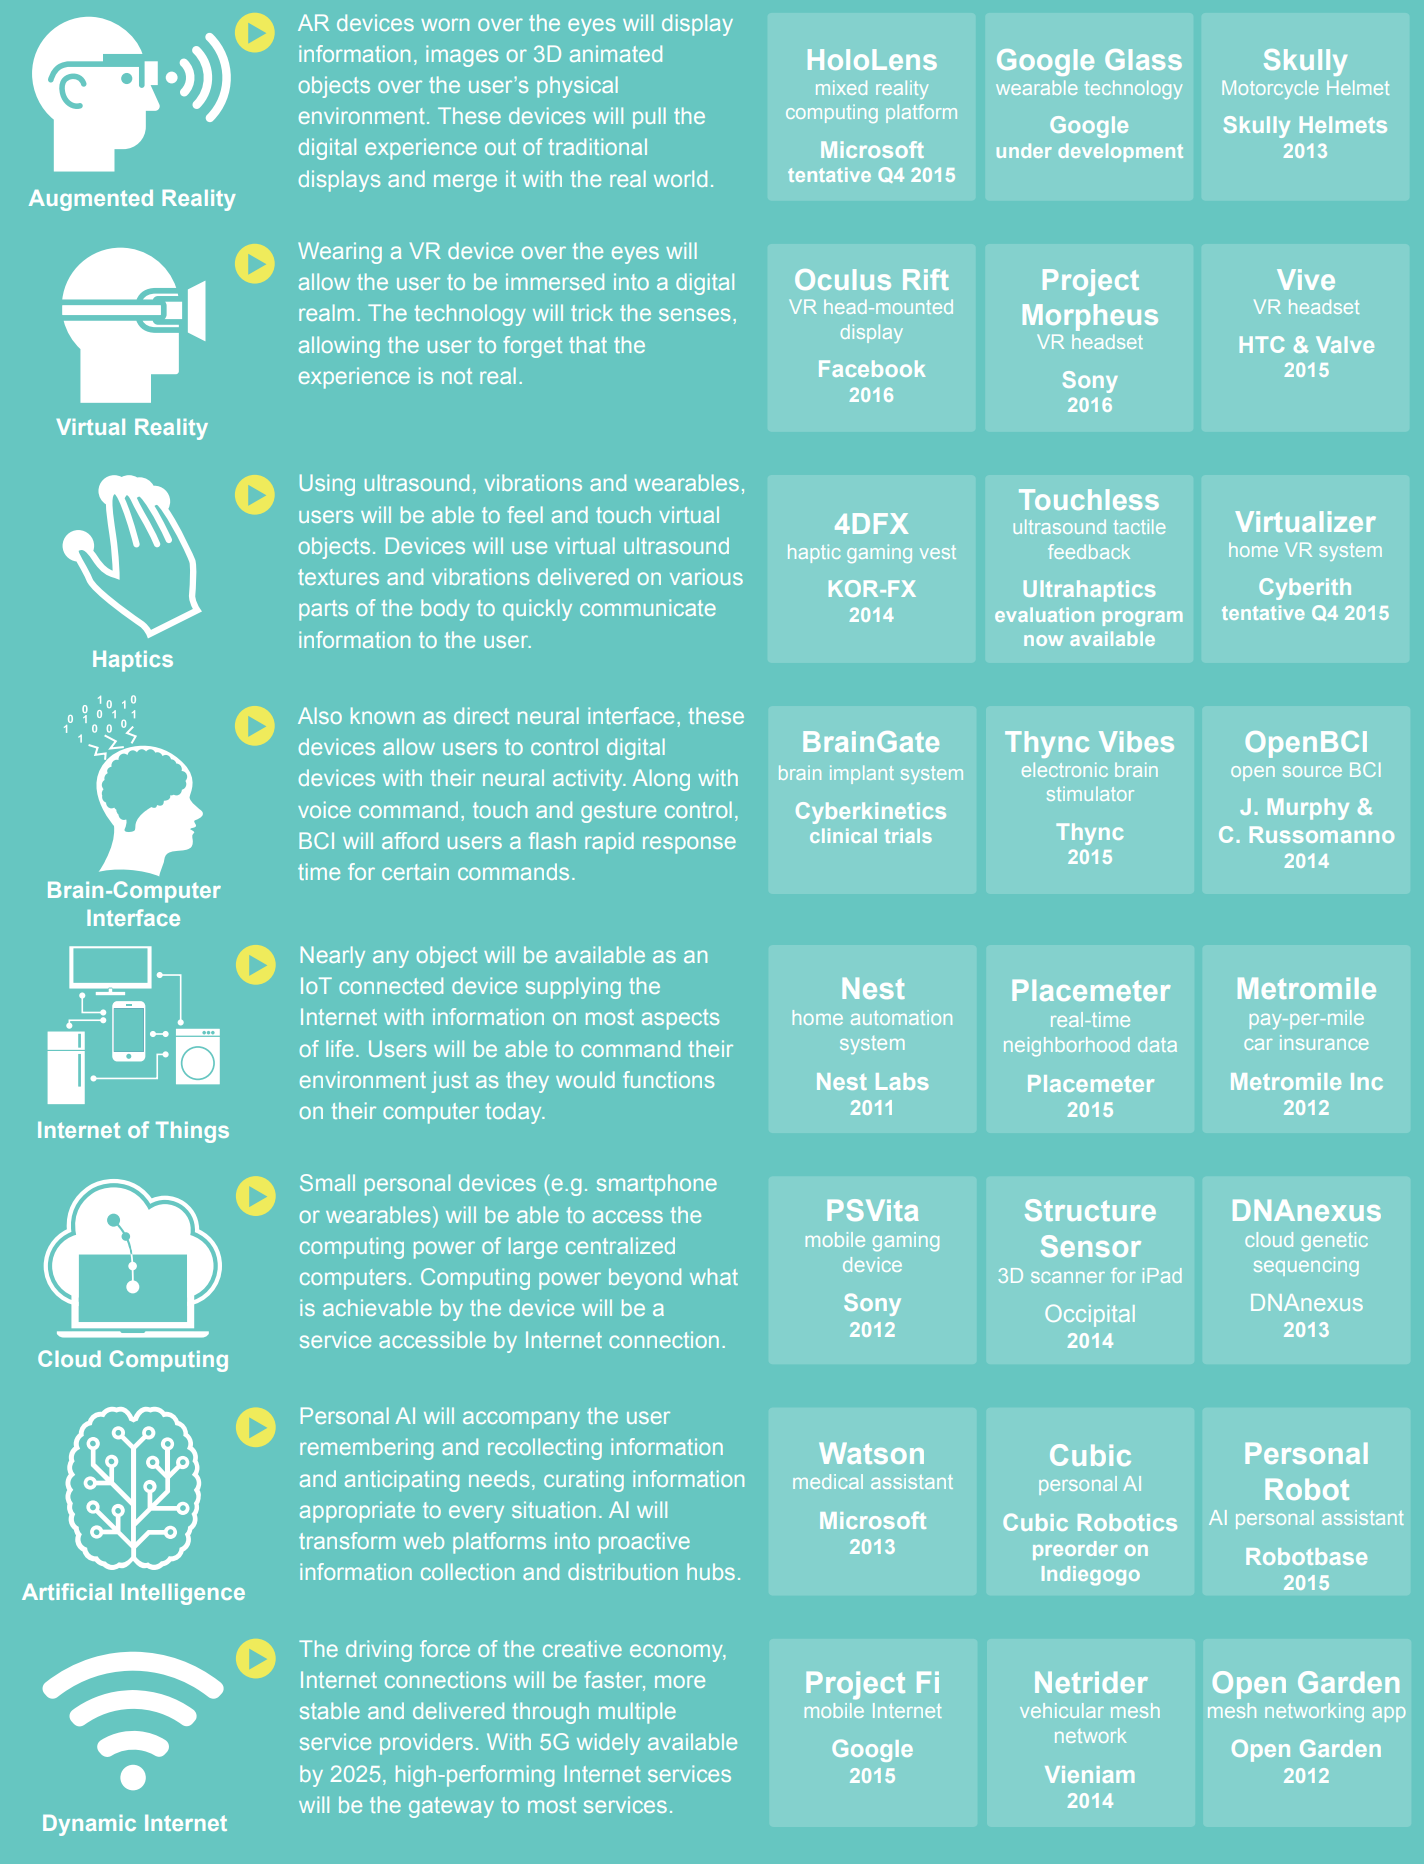 Augmented Reality
AR devices worn over the eyes will display
information, images or 3D animated
objects over the user's physical
environment. These devices will pull the
digital experience out of traditional
displays and merge it with the real world.
HoloLens
mixed reality
computing platform
Microsoft
tentative Q4 2015
Google Glass
wearable technology
Google
under development
Skully
Motorcycle Helmet
Skully Helmets
2013
Virtual Reality
Wearing a VR device over the eyes will
allow the user to be immersed into a digital
realm. The technology will trick the senses,
allowing the user to forget that the
experience is not real.
Oculus Rift
VR head-mounted
display
Facebook
2016
Project
Morpheus
VR headset
Sony
2016
Vive
VR headset
HTC & Valve
2015
Haptics
Using ultrasound, vibrations and wearables,
users will be able to feel and touch virtual
objects. Devices will use virtual ultrasound
textures and vibrations delivered on various
parts of the body to quickly communicate
information to the user.
4DFX
haptic gaming vest
KOR-FX
2014
Touchless
ultrasound tactile
feedback
Ultrahaptics
evaluation program
now available
Virtualizer
home VR system
Cyberith
tentative Q4 2015
1 0 1 0
0 1 0 1 1
1 1 0 0 0
Brain-Computer
Interface
Also known as direct neural interface, these
devices allow users to control digital
devices with their neural activity. Along with
voice command, touch and gesture control,
BCI will afford users a flash rapid response
time for certain commands.
BrainGate
brain implant system
Cyberkinetics
clinical trials
Thync Vibes
electronic brain
stimulator
Thync
2015
OpenBCI
open source BCI
J. Murphy &
C. Russomanno
2014
Internet of Things
Nearly any object will be available as an
IoT connected device supplying the
Internet with information on most aspects
of life. Users will be able to command their
environment just as they would functions
on their computer today.
Nest
home automation
system
Nest Labs
2011
Placemeter
real-time
neighborhood data
Placemeter
2015
Metromile
pay-per-mile
car insurance
Metromile Inc
2012
Cloud Computing
Small personal devices (e.g. smartphone
or wearables) will be able to access the
computing power of large centralized
computers. Computing power beyond what
is achievable by the device will be a
service accessible by Internet connection.
PSVita
mobile gaming
device
Sony
2012
Structure
Sensor
3D scanner for iPad
Occipital
2014
DNAnexus
cloud genetic
sequencing
DNAnexus
2013
Artificial Intelligence
Personal AI will accompany the user
remembering and recollecting information
and anticipating needs, curating information
appropriate to every situation. AI will
transform web platforms into proactive
information collection and distribution hubs.
Watson
medical assistant
Microsoft
2013
Cubic
personal AI
Cubic Robotics
preorder on
Indiegogo
Personal
Robot
AI personal assistant
Robotbase
2015
Dynamic Internet
The driving force of the creative economy,
Internet connections will be faster, more
stable and delivered through multiple
service providers. With 5G widely available
by 2025, high-performing Internet services
will be the gateway to most services.
Project Fi
mobile Internet
Google
2015
Netrider
vehicular mesh
network
Vieniam
2014
Open Garden
mesh networking app
Open Garden
2012